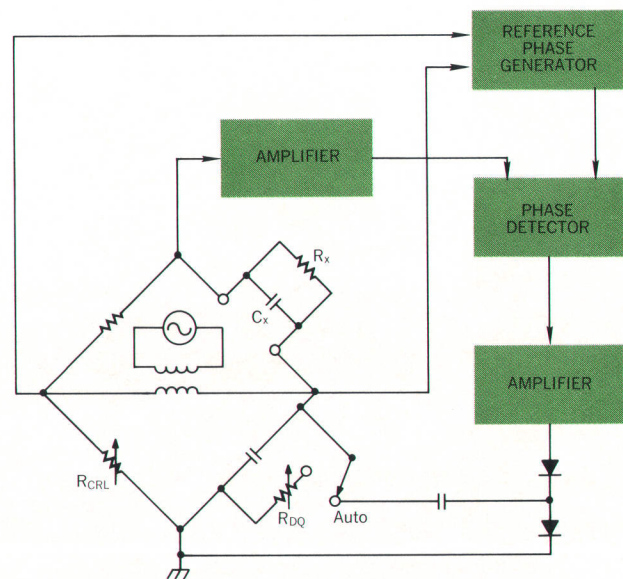 REFERENCE
PHASE
GENERATOR
AMPLIFIER
PHASE
DETECTOR
Rx
Cx
AMPLIFIER
RCRL
RDQ
Auto